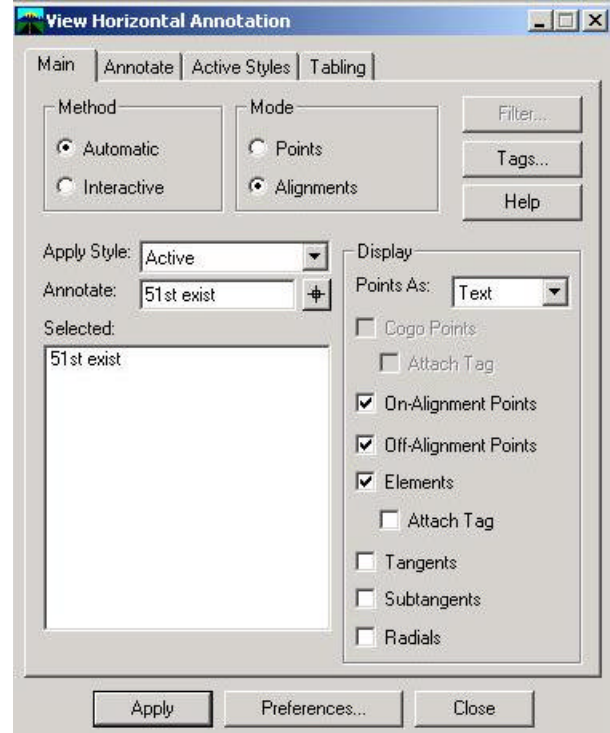 View Horizontal Annotation
Main Annotate Active Styles Tabling
Method Mode
Filter...
Automatic Points
Tags...
Interactive Alignments
Help
Apply Style: Active
Display
Annotate: 51st exist
Points As: Text
Selected:
Cogo Points
51st exist
Attach Tag
On-Alignment Points
Off-Alignment Points
Elements
Attach Tag
Tangents
Subtangents
Radials
Apply Preferences... Close